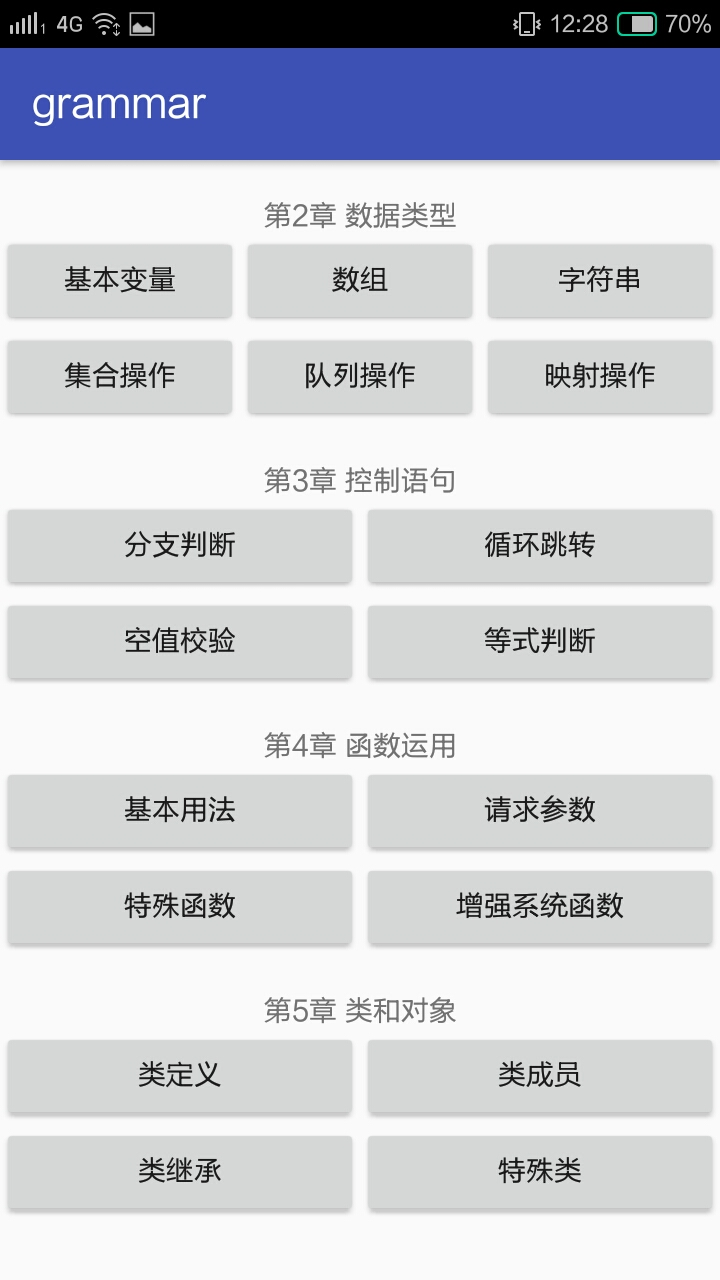 1 4G 12:28 70%
grammar
第2章 数据类型
基本变量 数组 字符串
集合操作 队列操作 映射操作
第3章 控制语句
分支判断 循环跳转
空值校验 等式判断
第4章 函数运用
基本用法 请求参数
特殊函数 增强系统函数
第5章 类和对象
类定义 类成员
类继承 特殊类